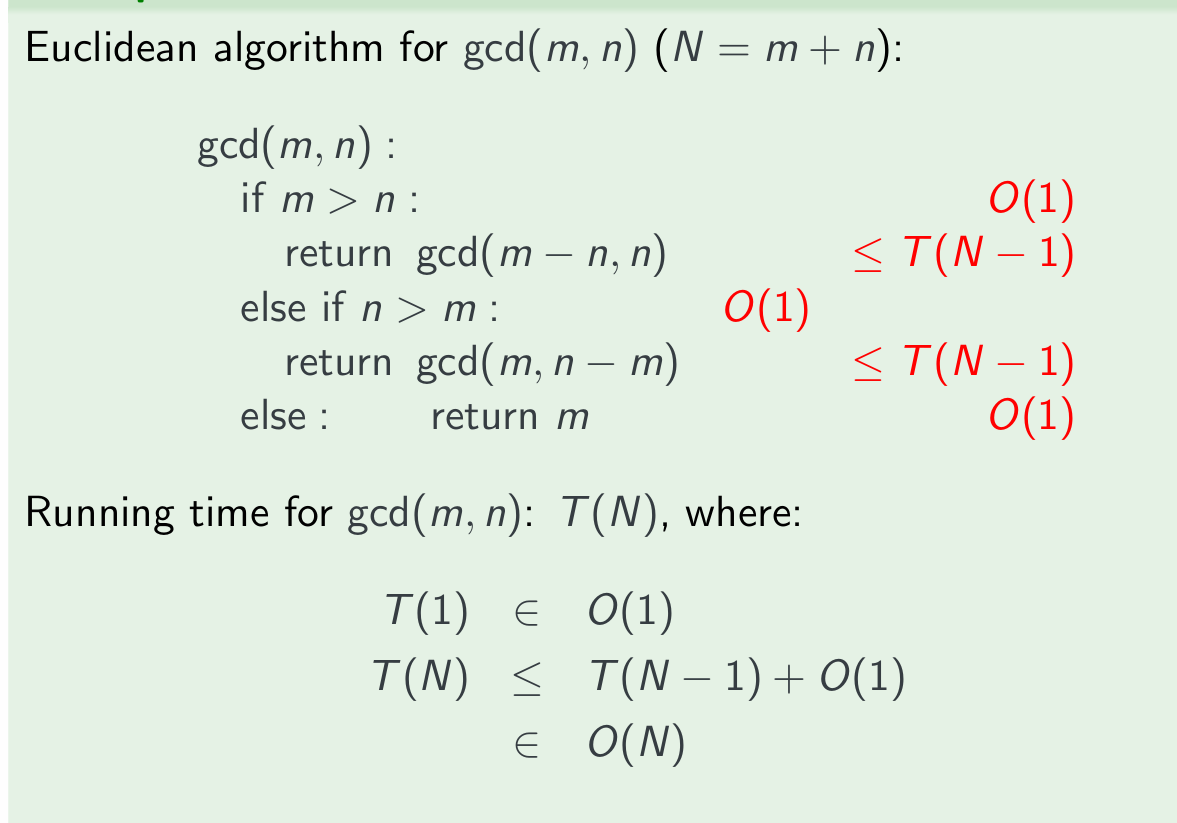 Euclidean algorithm for gcd(m, n) (N = m + n):
gcd(m, n) :
if m > n : O(1)
return gcd(m − n, n) ≤ T(N − 1)
else if n > m : O(1)
return gcd(m, n − m) ≤ T(N − 1)
else : return m O(1)
Running time for gcd(m, n): T(N), where:
T(1) ∈ O(1)
T(N) ≤ T(N − 1) + O(1)
∈ O(N)